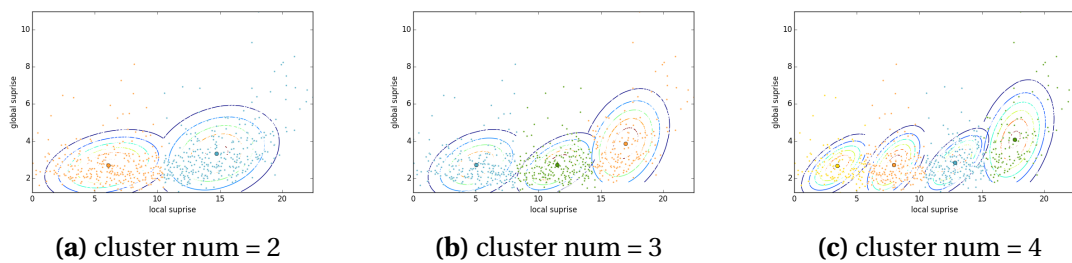 10
8
6
4
2
global suprise
0 5 10 15 20
local suprise
(a) cluster num = 2
10
8
6
4
2
global suprise
0 5 10 15 20
local suprise
(b) cluster num = 3
10
8
6
4
2
global suprise
0 5 10 15 20
local suprise
(c) cluster num = 4